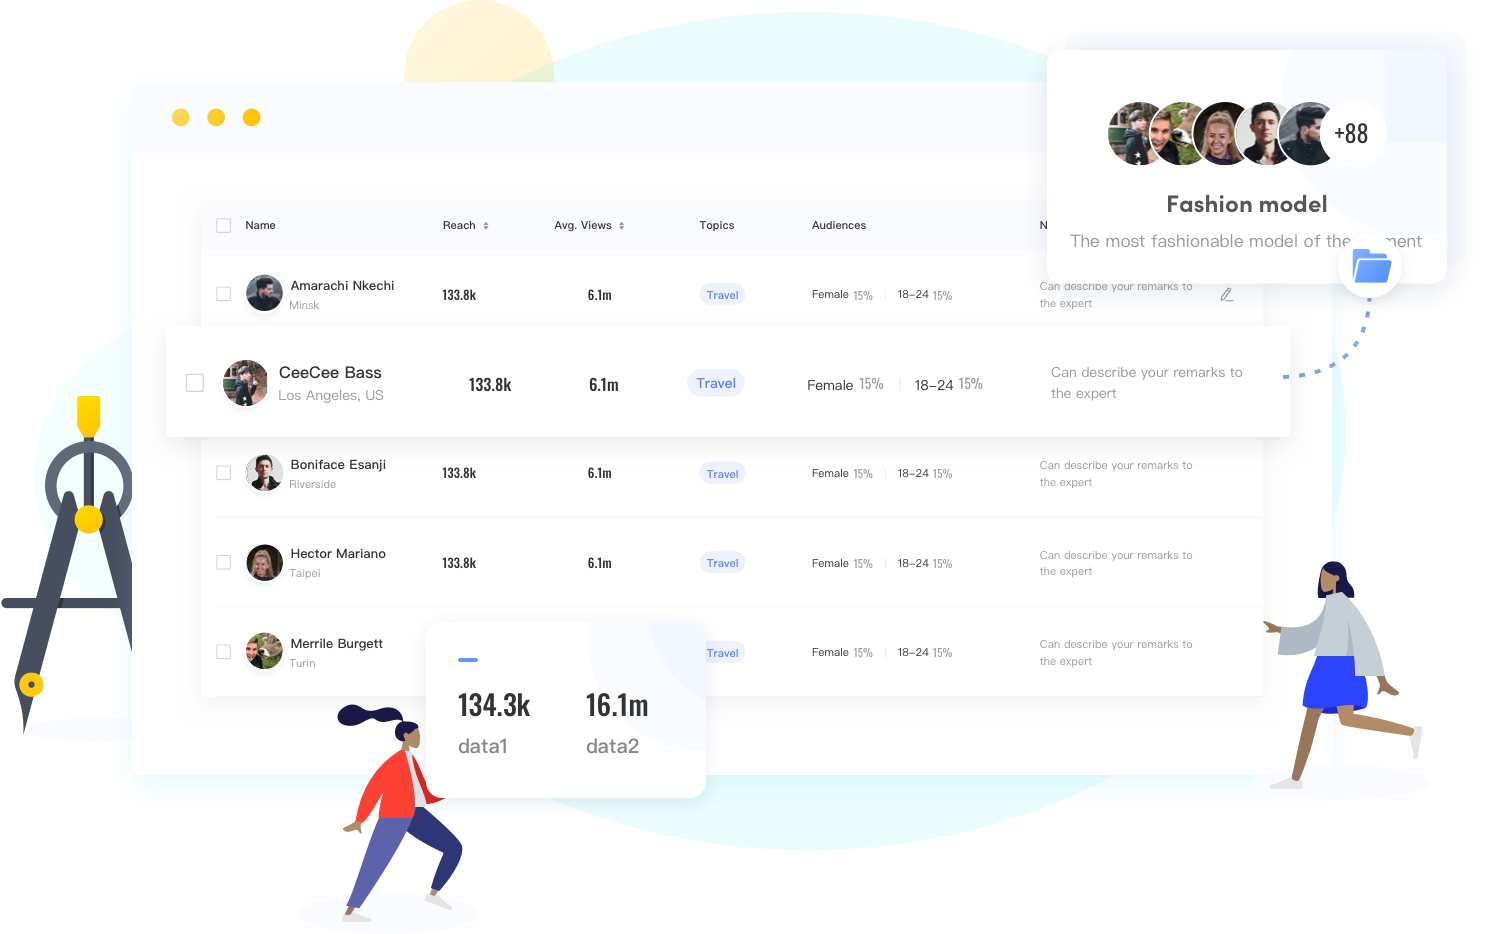 +88
Fashion model
The most fashionable model of the
Name Reach Avg. Views Topics Audiences
Amarachi Nkechi
Minsk
133.8k 6.1m Travel Female 15% 18-24 15%
Can describe your remarks to
the expert
CeeCee Bass
Los Angeles, US
133.8k 6.1m Travel Female 15% 18-24 15%
Can describe your remarks to
the expert
Boniface Esanji
Riverside
133.8k 6.1m Travel Female 15% 18-24 15%
Can describe your remarks to
the expert
Hector Mariano
Taipei
133.8k 6.1m Travel Female 15% 18-24 15%
Can describe your remarks to
the expert
Merrile Burgett
Turin
Travel Female 15% 18-24 15%
Can describe your remarks to
the expert
134.3k 16.1m
data1 data2